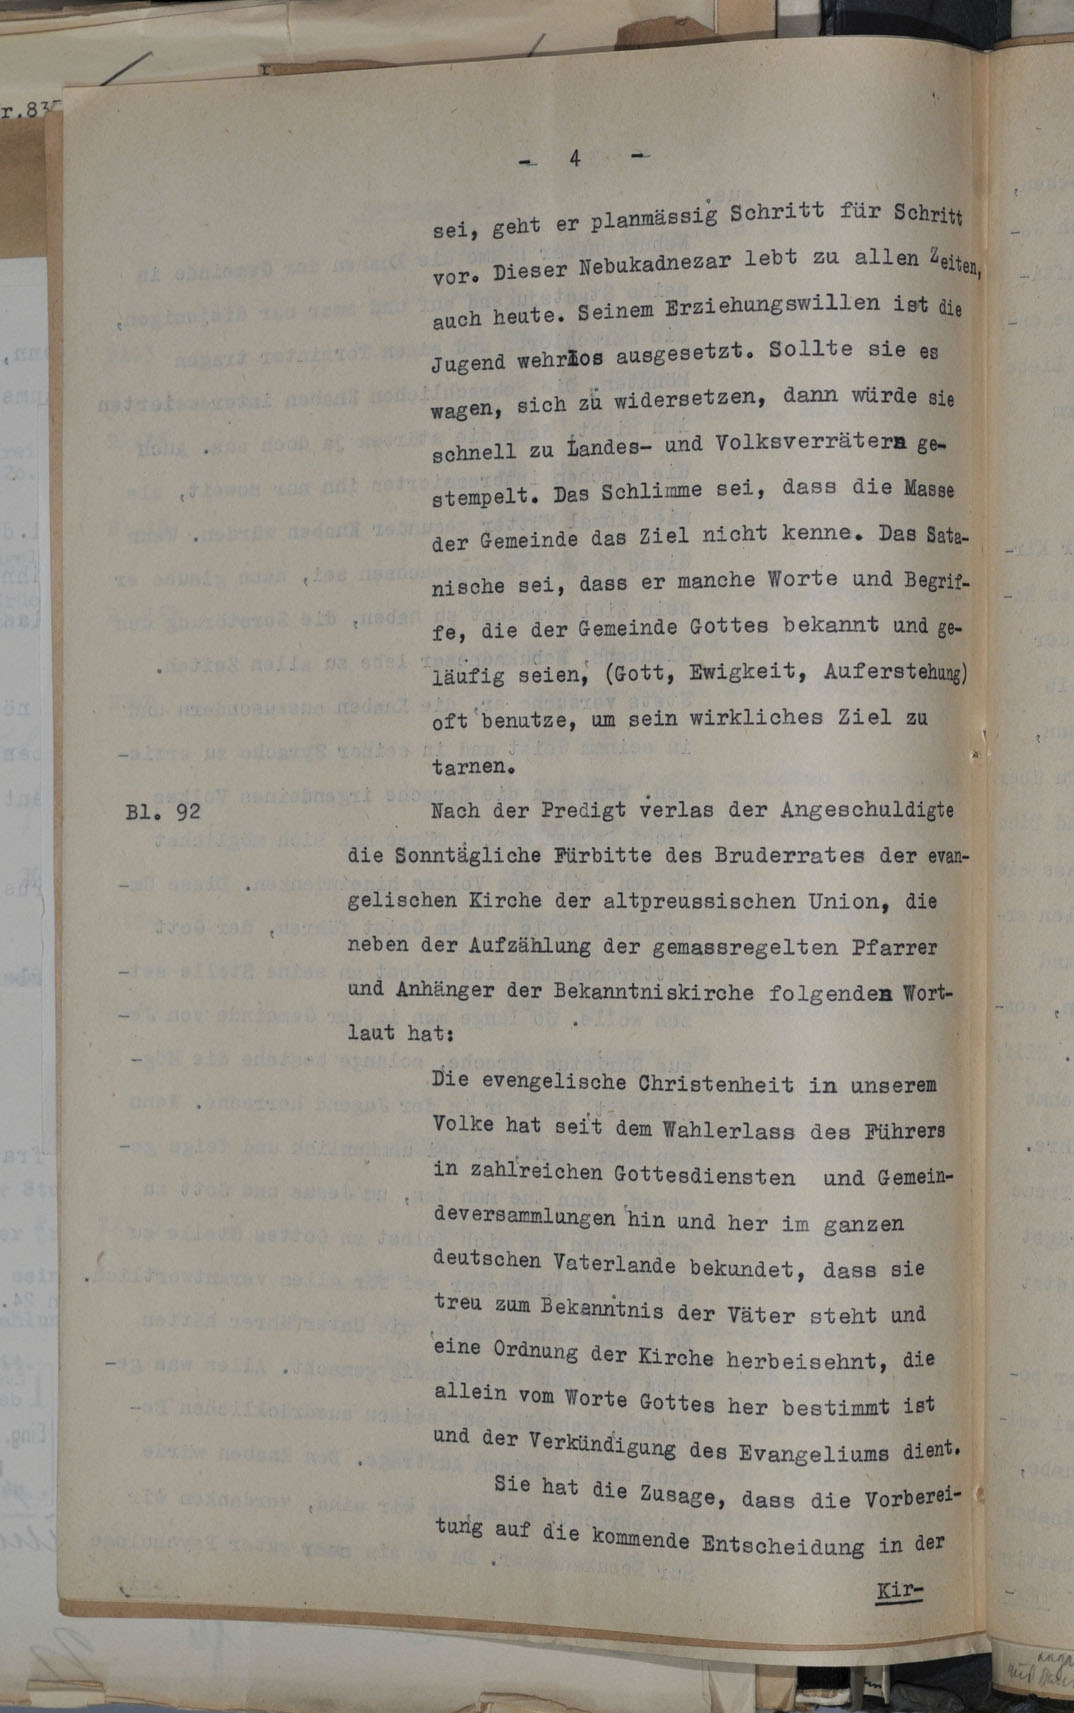 - 4 -
sei, geht er planmässig Schritt für Schritt
vor. Dieser Nebukadnezar lebt zu allen Zeiten,
auch heute. Seinem Erziehungswillen ist die
Jugend wehrlos ausgesetzt. Sollte sie es
wagen, sich zu widersetzen, dann würde sie
schnell zu Landes- und Volksverrätern ge-
stempelt. Das Schlimme sei, dass die Masse
der Gemeinde das Ziel nicht kenne. Das Sata-
nische sei, dass er manche Worte und Begrif-
fe, die der Gemeinde Gottes bekannt und ge-
läufig seien, (Gott, Ewigkeit, Auferstehung)
oft benutze, um sein wirkliches Ziel zu
tarnen.
Bl. 92 Nach der Predigt verlas der Angeschuldigte
die Sonntägliche Fürbitte des Bruderrates der evan-
gelischen Kirche der altpreussischen Union, die
neben der Aufzählung der gemassregelten Pfarrer
und Anhänger der Bekanntniskirche folgenden Wort-
laut hat:
Die evengelische Christenheit in unserem
Volke hat seit dem Wahlerlass des Führers
in zahlreichen Gottesdiensten und Gemein-
deversammlungen hin und her im ganzen
deutschen Vaterlande bekundet, dass sie
treu zum Bekanntnis der Väter steht und
eine Ordnung der Kirche herbeisehnt, die
allein vom Worte Gottes her bestimmt ist
und der Verkündigung des Evangeliums dient.
Sie hat die Zusage, dass die Vorberei-
tung auf die kommende Entscheidung in der
Kir-